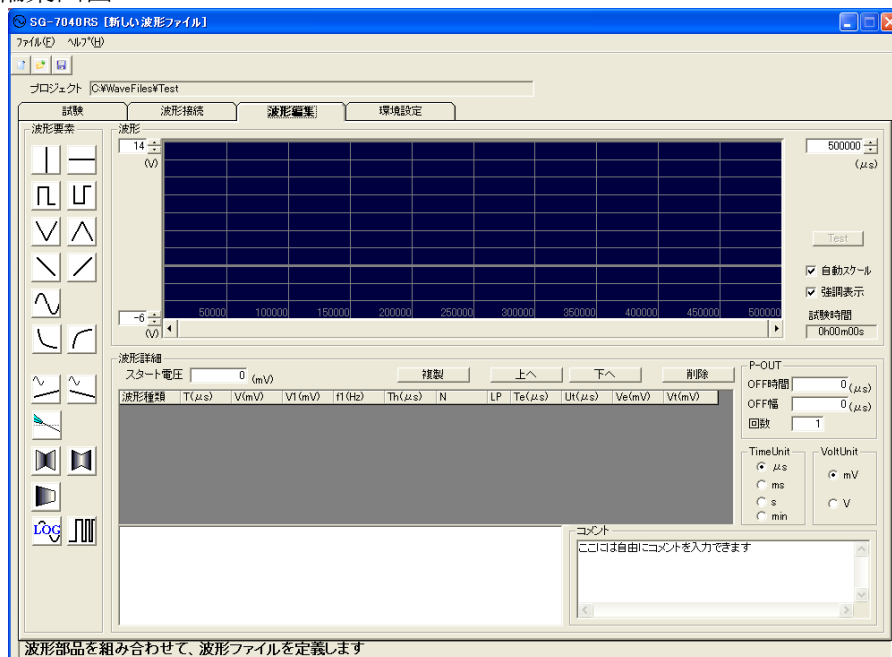 SG-7040RS [新しい波形ファイル]
ファイル(F) ヘルプ(H)
プロジェクト C:¥WaveFiles¥Test
試験 波形接続 波形編集 環境設定
波形要素
波形
14
(V)
500000
(μs)
Test
自動スケール
強調表示
試験時間
0h00m00s
-6
(V)
50000 100000 150000 200000 250000 300000 350000 400000 450000 500000
LOG
波形詳細
スタート電圧 0 (mV) 複製 上へ 下へ 削除
波形種類 T(μs) V(mV) V1(mV) f1(Hz) Th(μs) N LP Te(μs) Ut(μs) Ve(mV) Vt(mV)
P-OUT
OFF時間 0 (μs)
OFF幅 0 (μs)
回数 1
TimeUnit
μs
ms
s
min
VoltUnit
mV
V
コメント
ここには自由にコメントを入力できます
波形部品を組み合わせて、波形ファイルを定義します